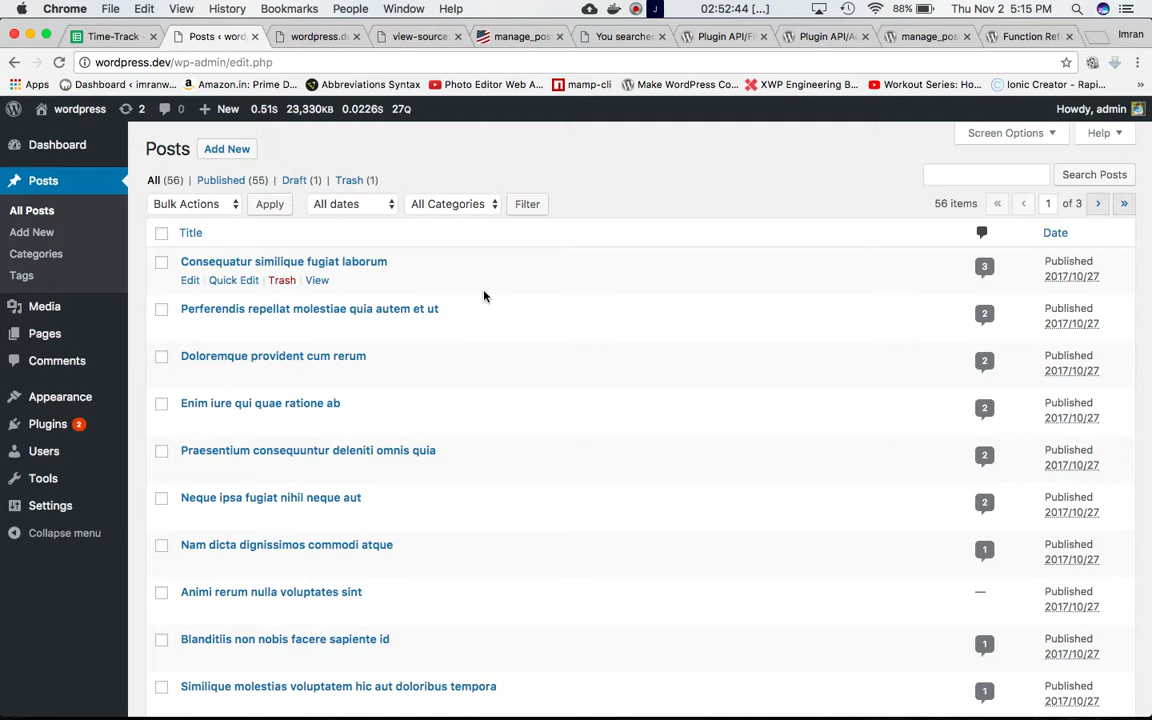 Chrome File Edit View History Bookmarks People Window Help 02:52:44 [...] 88% Thu Nov 2 5:15 PM
Time-Track - Posts ‹ word wordpress.de view-source: manage_pos You searche Plugin API/Fi Plugin API/A manage_pos Function Ref Imran
wordpress.dev/wp-admin/edit.php
Apps Dashboard ‹ imranw... Amazon.in: Prime D... Abbreviations Syntax Photo Editor Web A... mamp-cli Make WordPress Co... XWP Engineering B... Workout Series: Ho... Ionic Creator - Rapi... »
wordpress 2 0 + New 0.51S 23,330KB 0.0226S 27Q Howdy, admin
Screen Options Help
Dashboard
Posts
All Posts
Add New
Categories
Tags
Media
Pages
Comments
Appearance
Plugins 2
Users
Tools
Settings
Collapse menu
Posts Add New
All (56) | Published (55) | Draft (1) | Trash (1)
Search Posts
Bulk Actions Apply All dates All Categories Filter 56 items « ‹ 1 of 3 › »
Title Date
Consequatur similique fugiat laborum 3 Published
Edit | Quick Edit | Trash | View 2017/10/27
Perferendis repellat molestiae quia autem et ut 2 Published
2017/10/27
Doloremque provident cum rerum 2 Published
2017/10/27
Enim iure qui quae ratione ab 2 Published
2017/10/27
Praesentium consequuntur deleniti omnis quia 2 Published
2017/10/27
Neque ipsa fugiat nihil neque aut 2 Published
2017/10/27
Nam dicta dignissimos commodi atque 1 Published
2017/10/27
Animi rerum nulla voluptates sint — Published
2017/10/27
Blanditiis non nobis facere sapiente id 1 Published
2017/10/27
Similique molestias voluptatem hic aut doloribus tempora 1 Published
2017/10/27